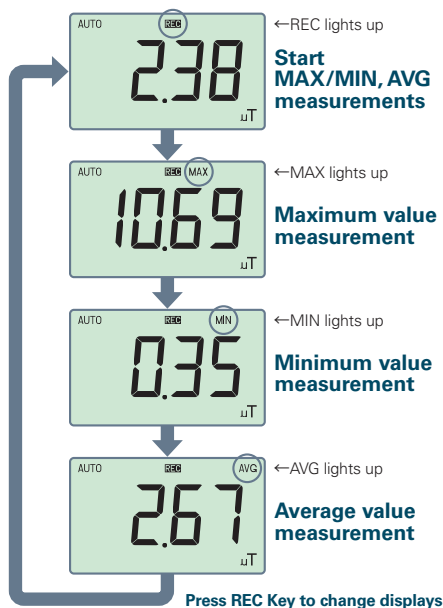 AUTO REC
←REC lights up
2.38
µT
Start
MAX/MIN, AVG
measurements
AUTO REC MAX
←MAX lights up
10.69
µT
Maximum value
measurement
AUTO REC MIN
←MIN lights up
0.35
µT
Minimum value
measurement
AUTO REC AVG
←AVG lights up
2.67
µT
Average value
measurement
Press REC Key to change displays